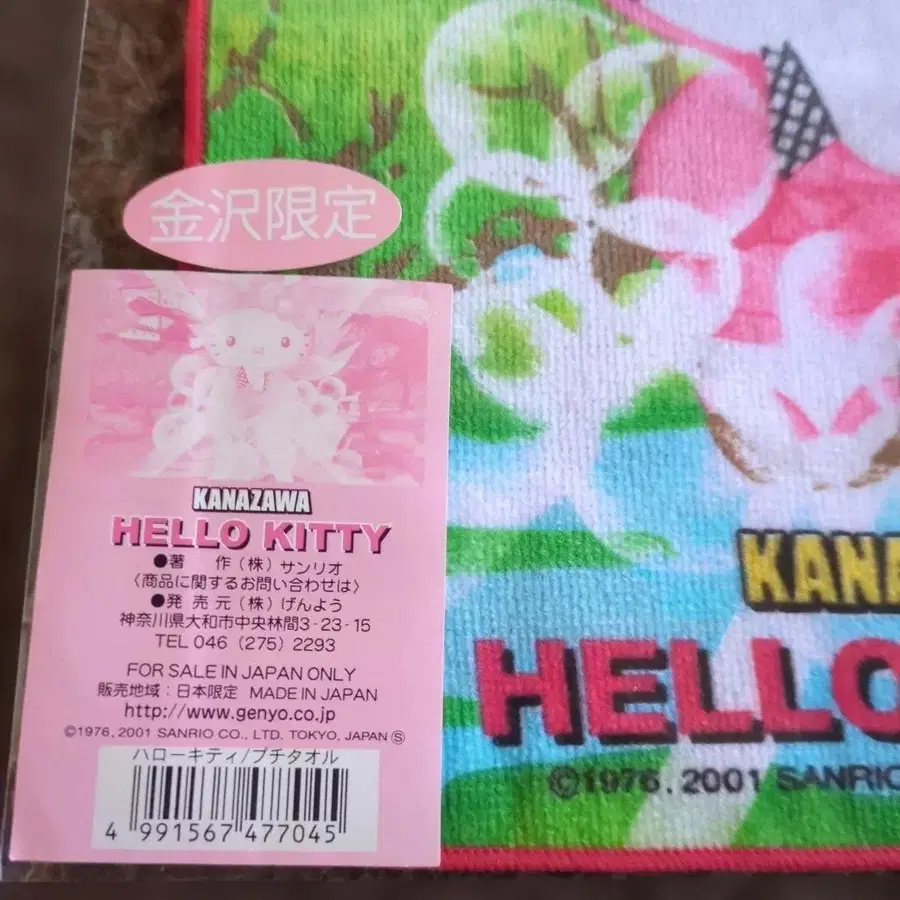 金沢限定
KANAZAWA
HELLO KITTY
●著　作(株)サンリオ
〈商品に関するお問い合わせは〉
●発売元(株)げんよう
神奈川県大和市中央林間3-23-15
TEL 046 (275) 2293
FOR SALE IN JAPAN ONLY
販売地域：日本限定 MADE IN JAPAN
http://www.genyo.co.jp
©1976, 2001 SANRIO CO., LTD. TOKYO, JAPAN Ⓢ
ハローキティ/プチタオル
4 991567 477045
KANA
HELLO
©1976, 2001 SANRIO